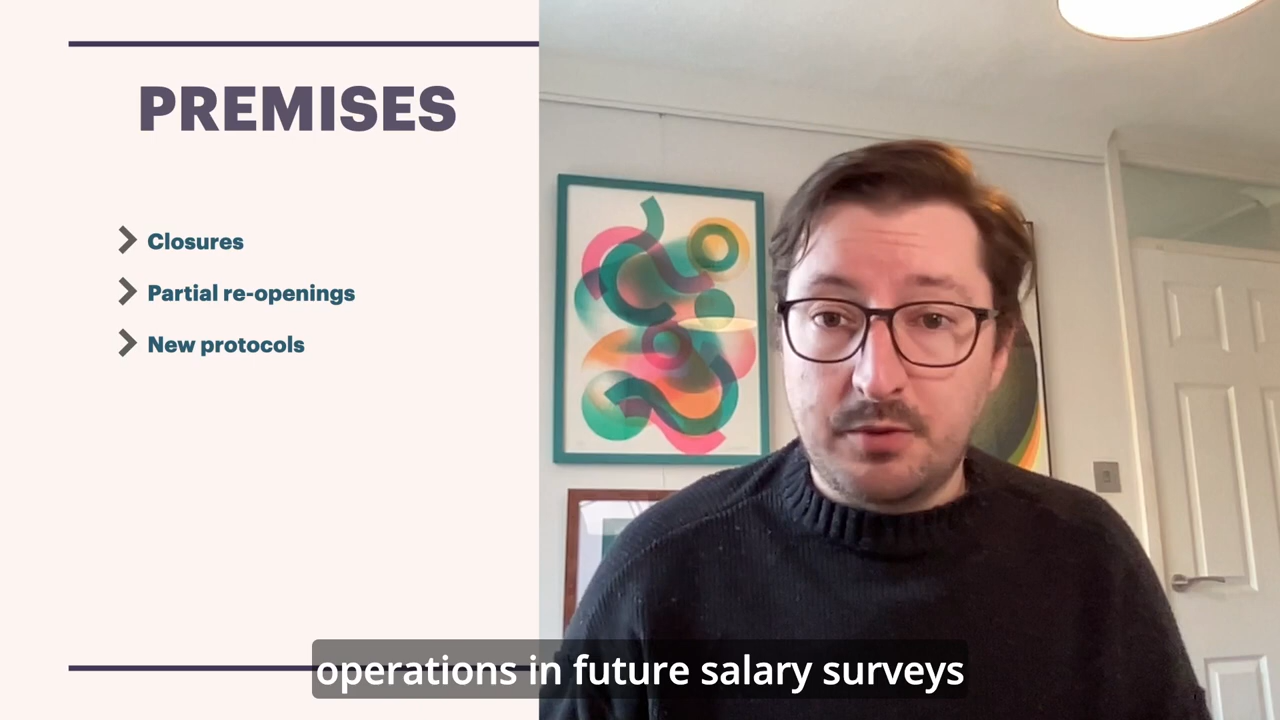 PREMISES
Closures
Partial re-openings
New protocols
operations in future salary surveys